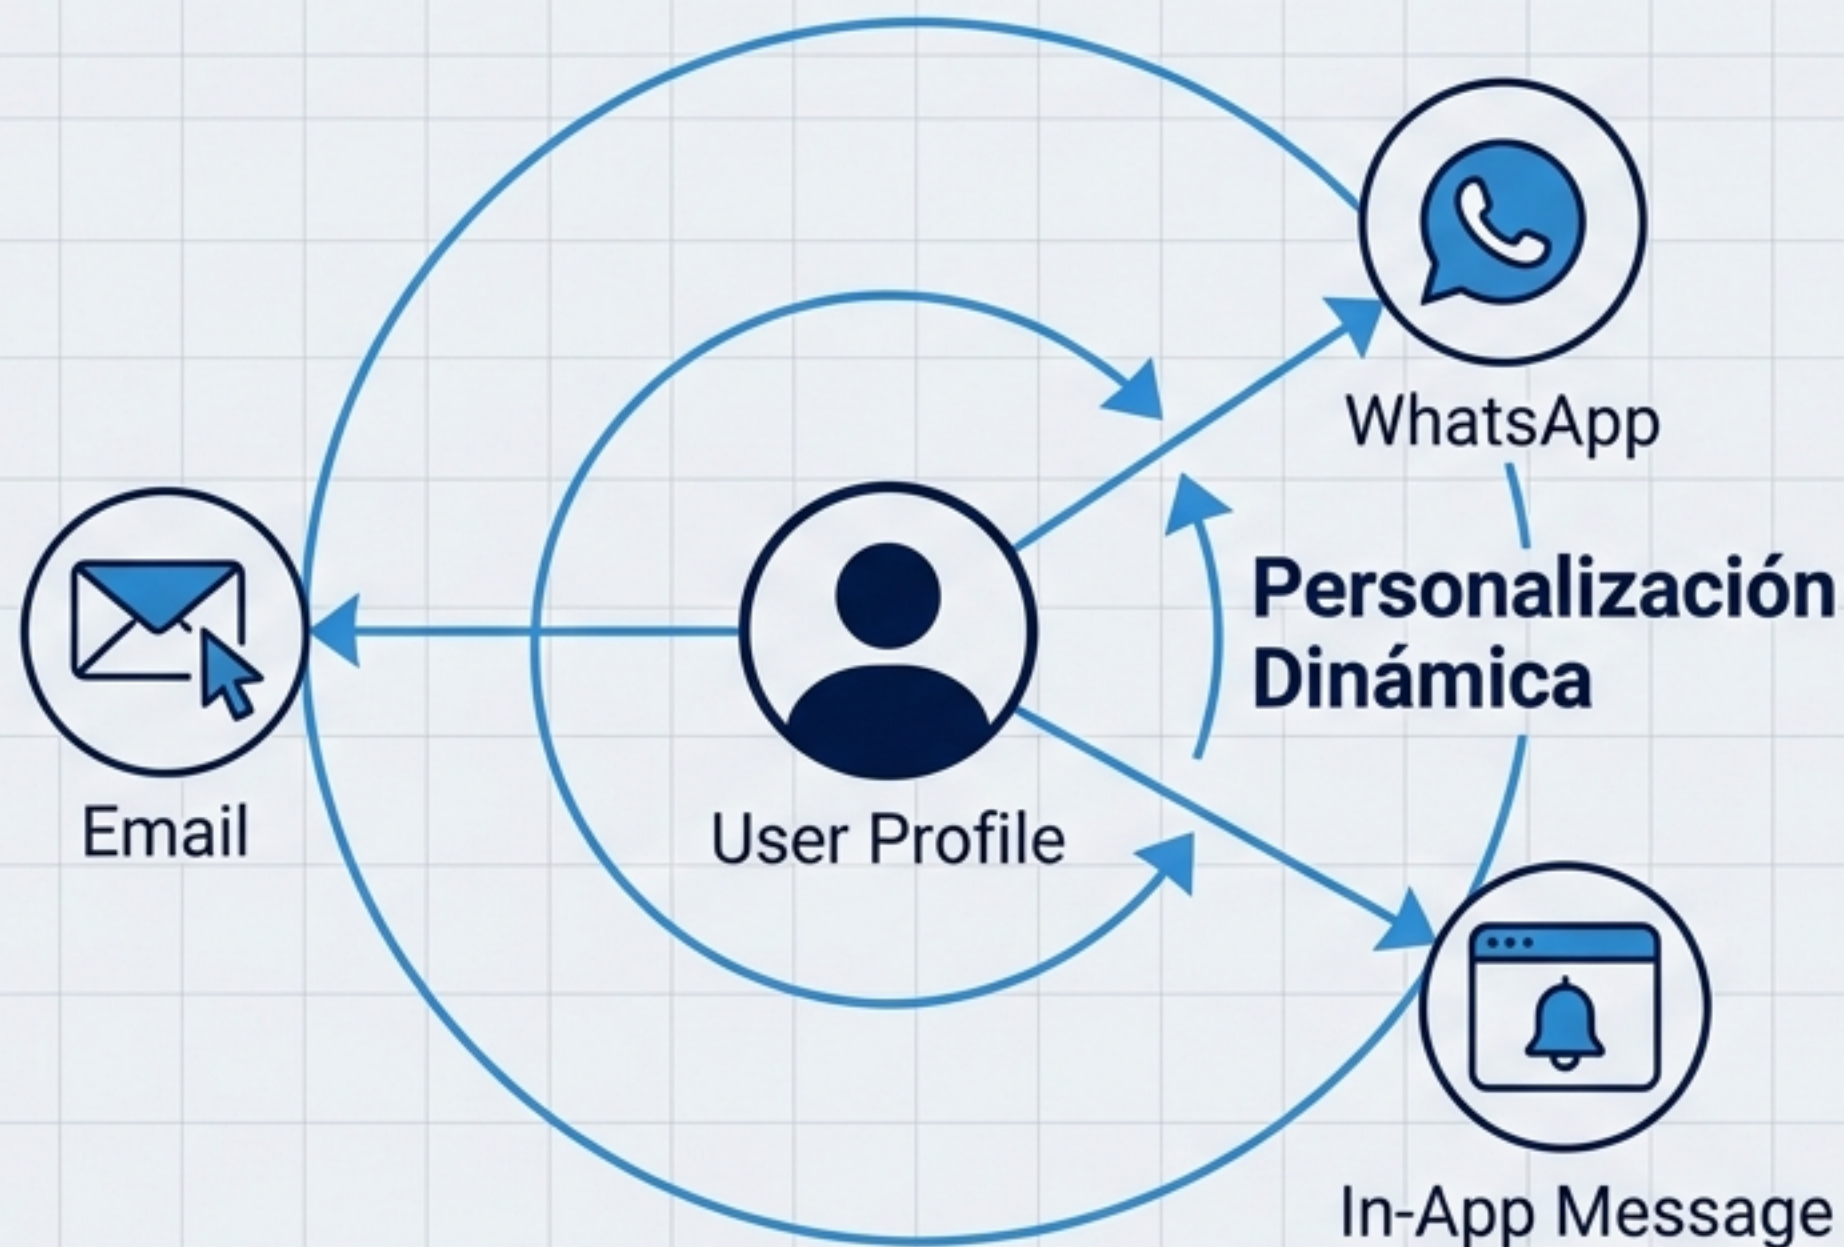 WhatsApp
Personalización
Dinámica
Email
User Profile
In-App Message